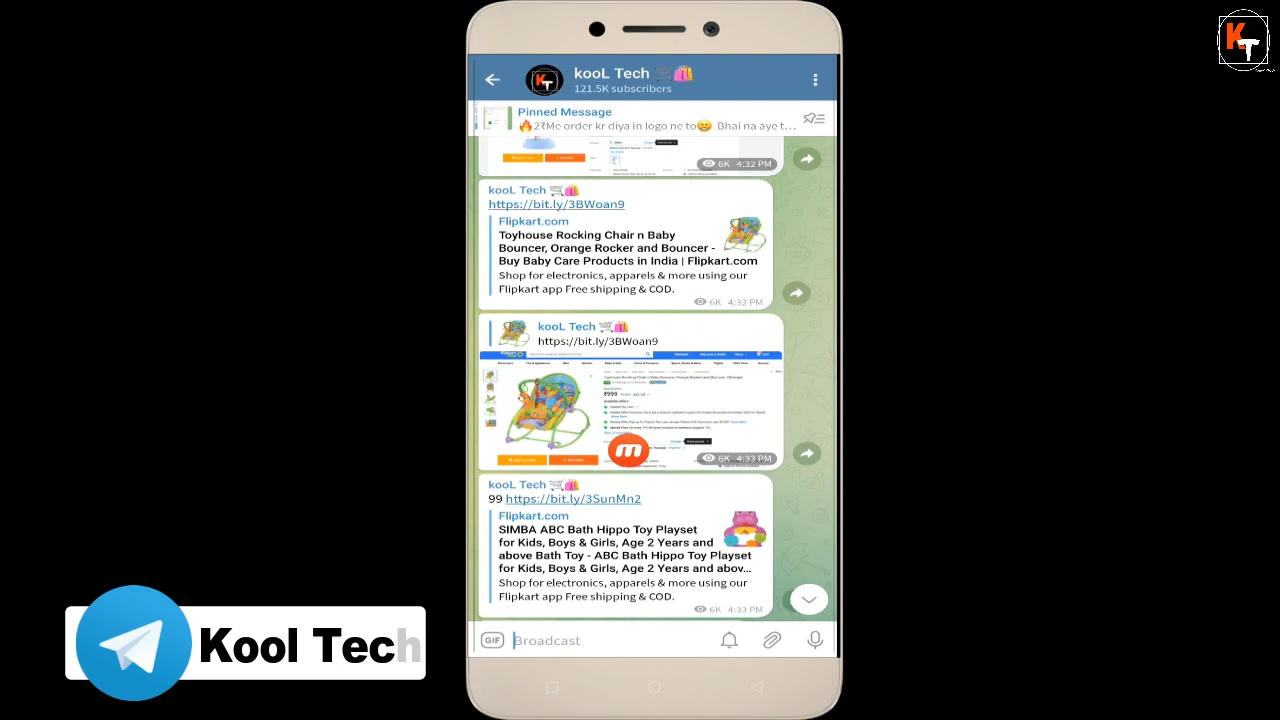 KT
kooL Tech
121.5K subscribers
Pinned Message
🔥2₹Me order kr diya in logo ne to😄 Bhai na aye t...
6K 4:32 PM
kooL Tech 🛒🛍️
https://bit.ly/3BWoan9
Flipkart.com
Toyhouse Rocking Chair n Baby
Bouncer, Orange Rocker and Bouncer -
Buy Baby Care Products in India | Flipkart.com
Shop for electronics, apparels & more using our
Flipkart app Free shipping & COD.
6K 4:32 PM
kooL Tech 🛒🛍️
https://bit.ly/3BWoan9
₹999
6K 4:33 PM
kooL Tech 🛒🛍️
99 https://bit.ly/3SunMn2
Flipkart.com
SIMBA ABC Bath Hippo Toy Playset
for Kids, Boys & Girls, Age 2 Years and
above Bath Toy - ABC Bath Hippo Toy Playset
for Kids, Boys & Girls, Age 2 Years and abov...
Shop for electronics, apparels & more using our
Flipkart app Free shipping & COD.
6K 4:33 PM
GIF Broadcast
Kool Tech